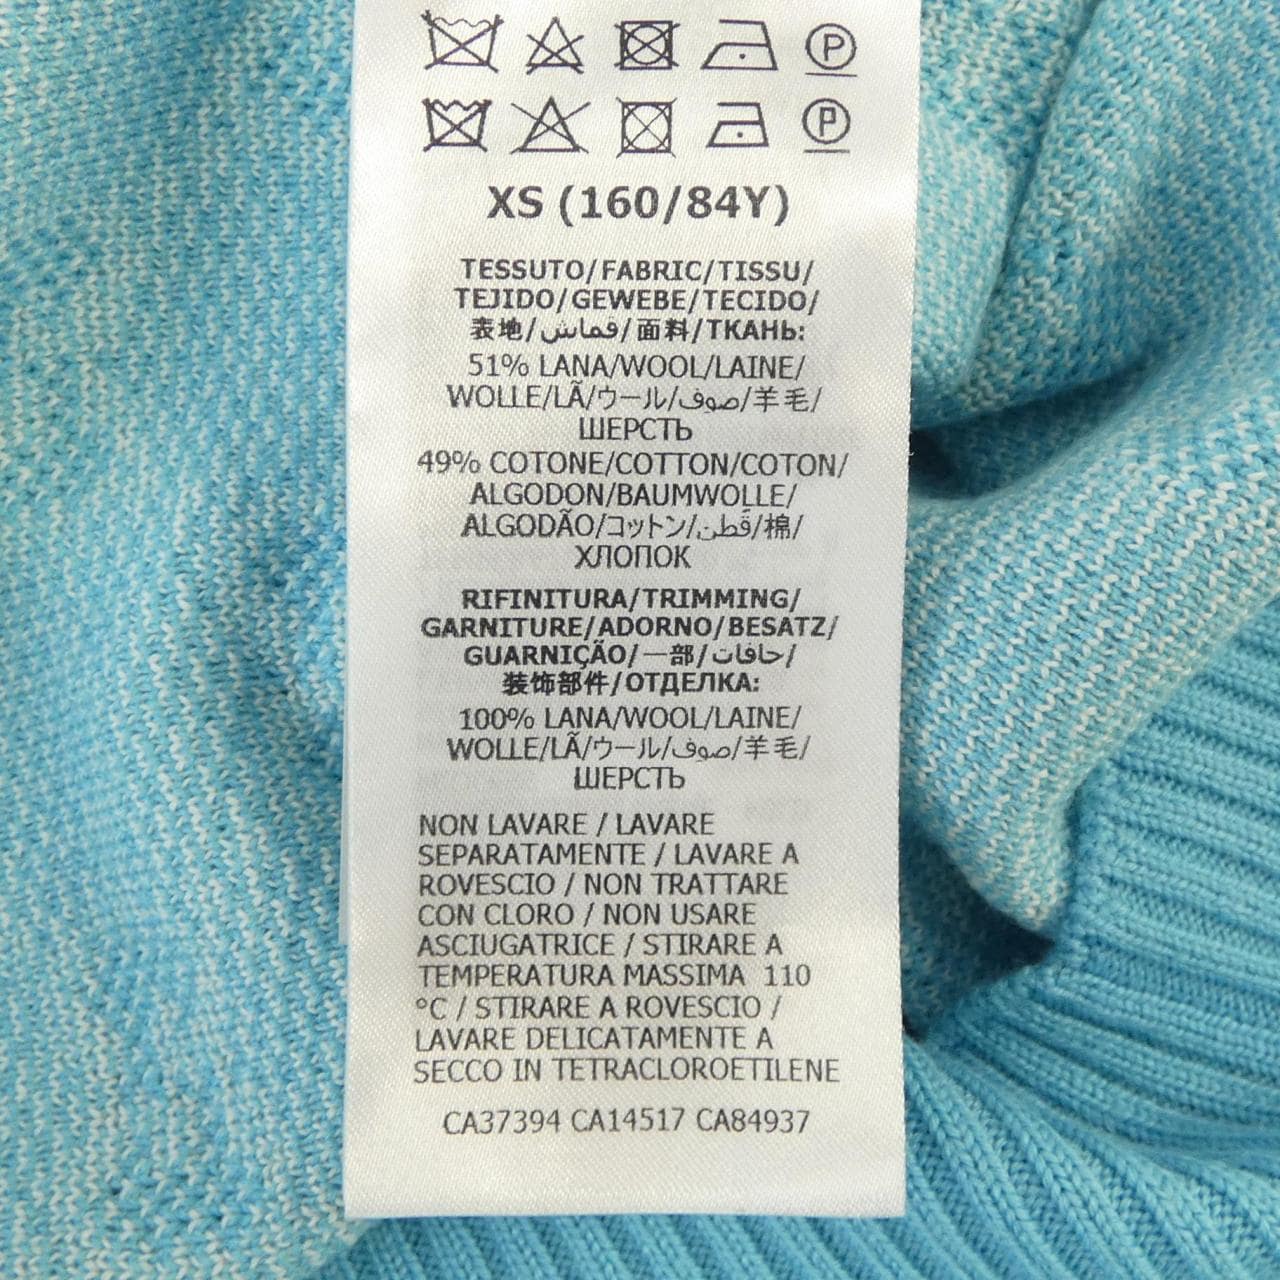 XS (160/84Y)
TESSUTO/FABRIC/TISSU/
TEJIDO/GEWEBE/TECIDO/
表地/قماش/面料/ТКАНЬ:
51% LANA/WOOL/LAINE/
WOLLE/LÃ/ウール/صوف/羊毛/
ШЕРСТЬ
49% COTONE/COTTON/COTON/
ALGODON/BAUMWOLLE/
ALGODÃO/コットン/قطن/棉/
ХЛОПОК
RIFINITURA/TRIMMING/
GARNITURE/ADORNO/BESATZ/
GUARNIÇÃO/一部/حافات/
装饰部件/ОТДЕЛКА:
100% LANA/WOOL/LAINE/
WOLLE/LÃ/ウール/صوف/羊毛/
ШЕРСТЬ
NON LAVARE / LAVARE
SEPARATAMENTE / LAVARE A
ROVESCIO / NON TRATTARE
CON CLORO / NON USARE
ASCIUGATRICE / STIRARE A
TEMPERATURA MASSIMA 110
°C / STIRARE A ROVESCIO /
LAVARE DELICATAMENTE A
SECCO IN TETRACLOROETILENE
CA37394 CA14517 CA84937